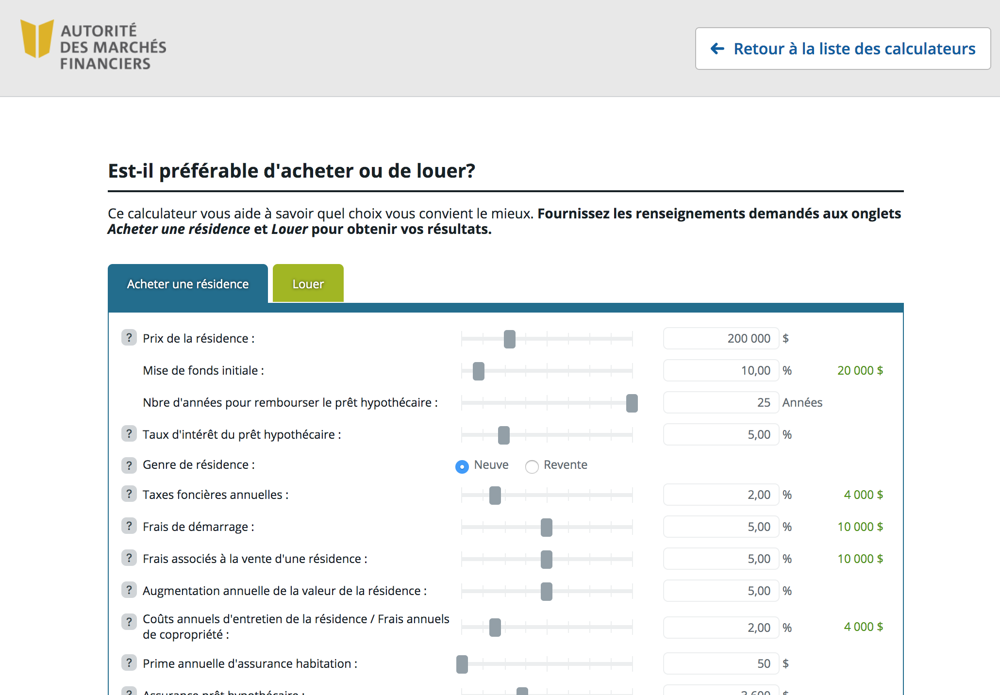 AUTORITÉ
DES MARCHÉS
FINANCIERS
← Retour à la liste des calculateurs
Est-il préférable d'acheter ou de louer?
Ce calculateur vous aide à savoir quel choix vous convient le mieux. Fournissez les renseignements demandés aux onglets
Acheter une résidence et Louer pour obtenir vos résultats.
Acheter une résidence Louer
? Prix de la résidence : 200 000 $
Mise de fonds initiale : 10,00 % 20 000 $
Nbre d'années pour rembourser le prêt hypothécaire : 25 Années
? Taux d'intérêt du prêt hypothécaire : 5,00 %
? Genre de résidence : Neuve Revente
? Taxes foncières annuelles : 2,00 % 4 000 $
? Frais de démarrage : 5,00 % 10 000 $
? Frais associés à la vente d'une résidence : 5,00 % 10 000 $
? Augmentation annuelle de la valeur de la résidence : 5,00 %
? Coûts annuels d'entretien de la résidence / Frais annuels
de copropriété : 2,00 % 4 000 $
? Prime annuelle d'assurance habitation : 50 $
? Assurance prêt hypothécaire : 3 600 $